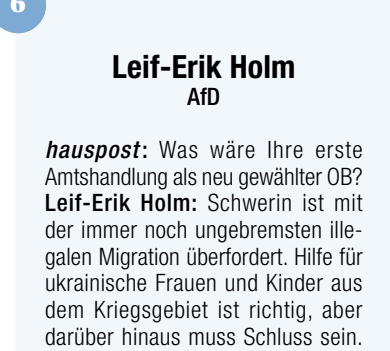 6
Leif-Erik Holm
AfD
hauspost: Was wäre Ihre erste
Amtshandlung als neu gewählter OB?
Leif-Erik Holm: Schwerin ist mit
der immer noch ungebremsten ille-
galen Migration überfordert. Hilfe für
ukrainische Frauen und Kinder aus
dem Kriegsgebiet ist richtig, aber
darüber hinaus muss Schluss sein.